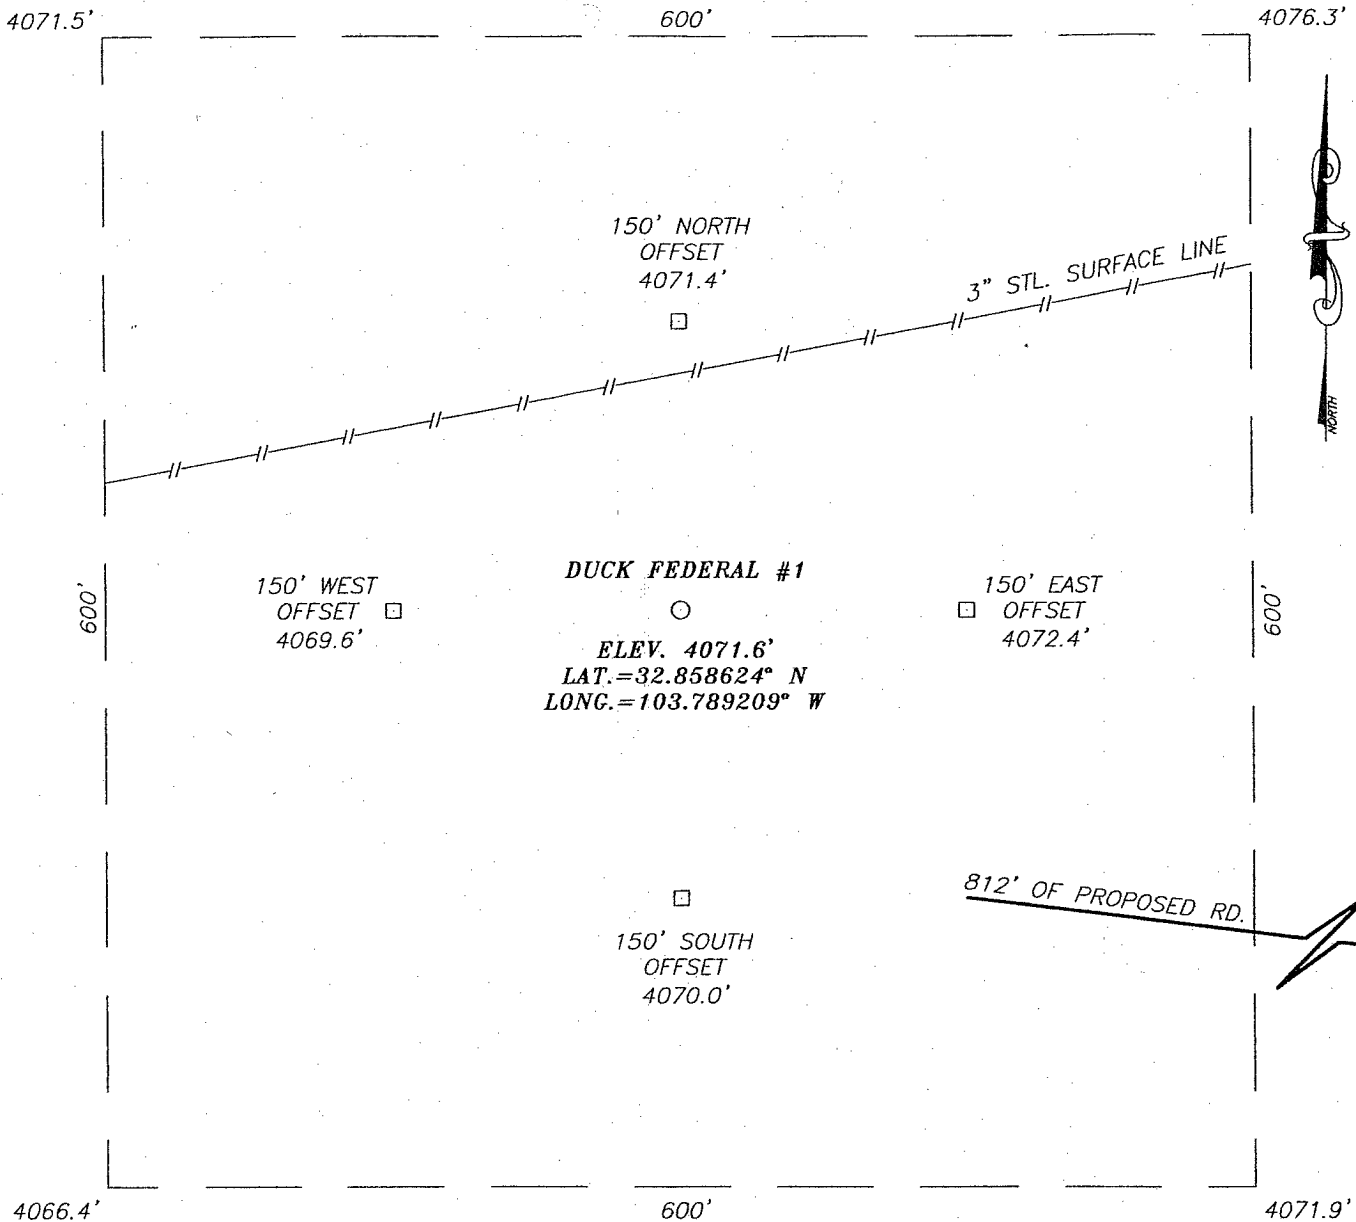 4071.5'
600'
4076.3'
150' NORTH
OFFSET
4071.4'
3" STL. SURFACE LINE
NORTH
DUCK FEDERAL #1
150' WEST
OFFSET
4069.6'
150' EAST
OFFSET
4072.4'
600'
600'
ELEV. 4071.6'
LAT.=32.858624° N
LONG.=103.789209° W
812' OF PROPOSED RD.
150' SOUTH
OFFSET
4070.0'
4066.4'
600'
4071.9'